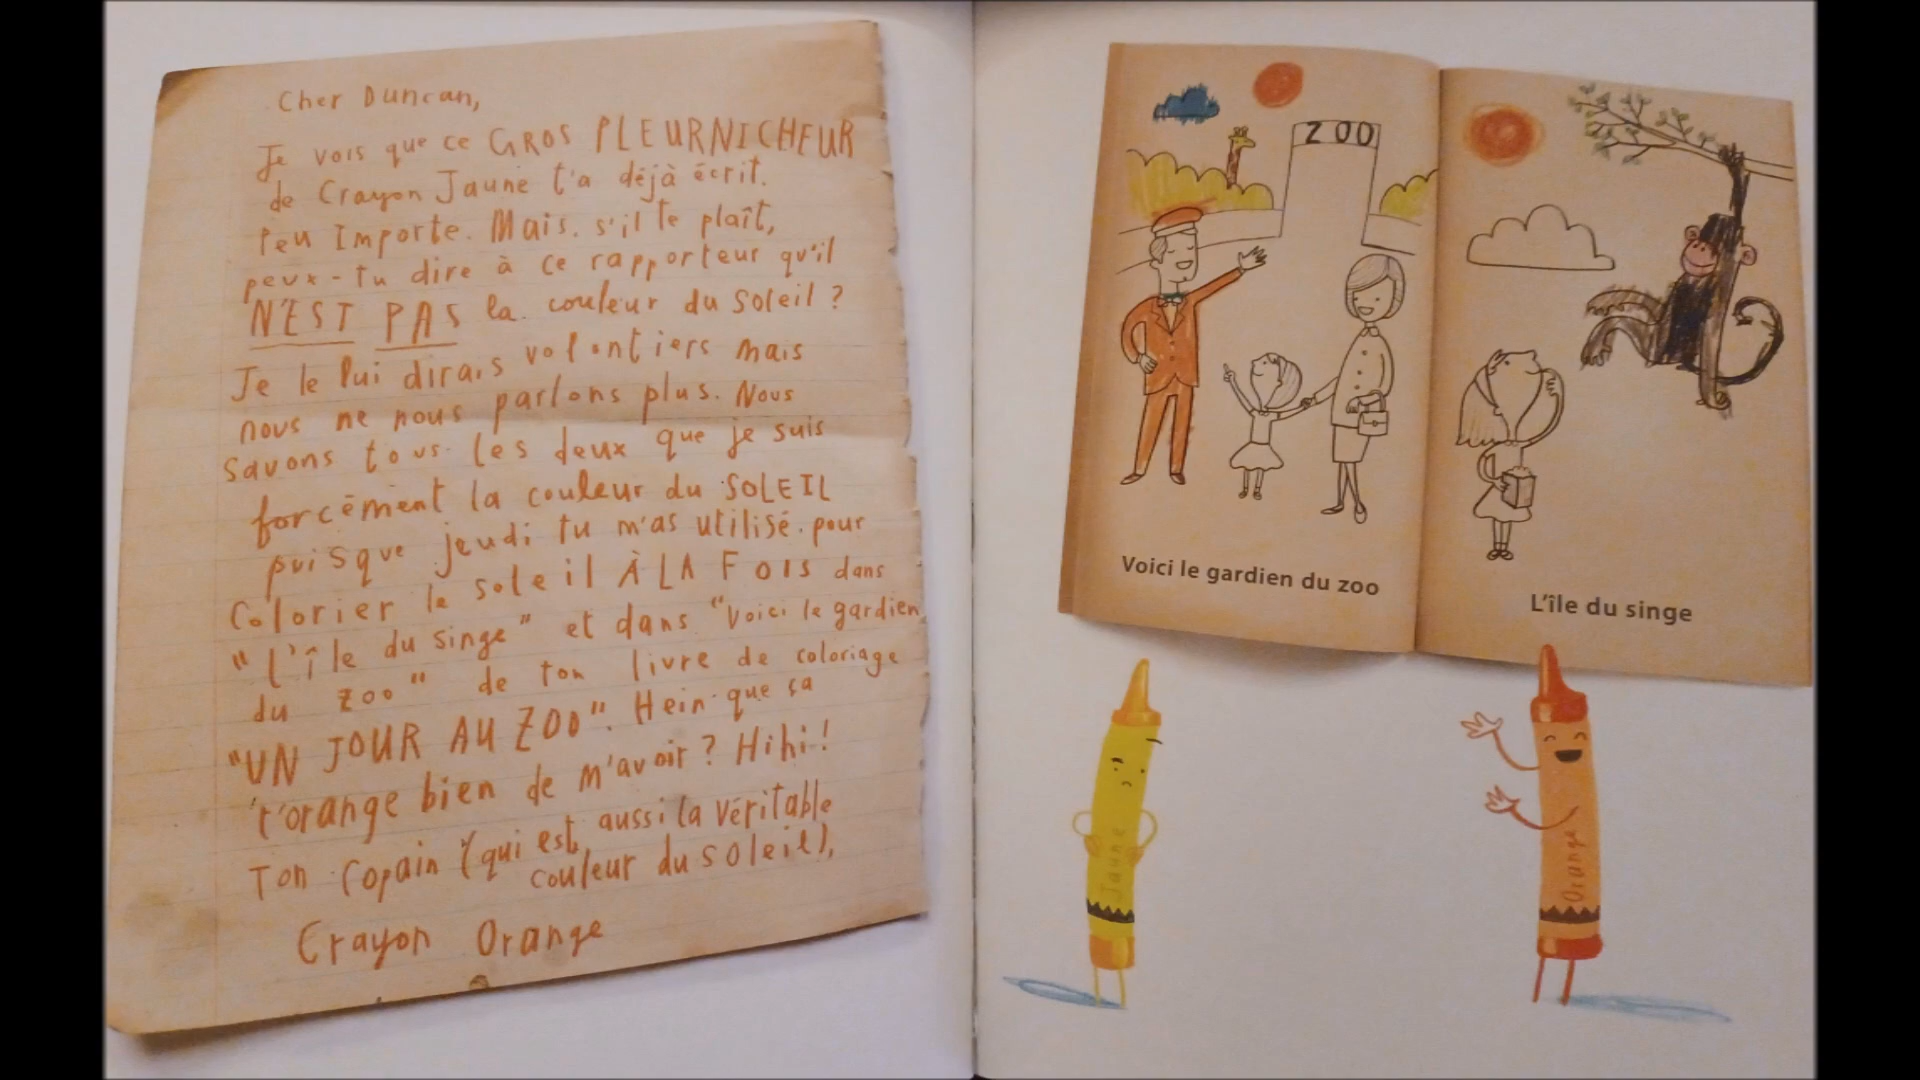 Cher Duncan,
Je vois que ce GROS PLEURNICHEUR
de Crayon Jaune t'a déjà écrit.
Peu Importe. Mais, s'il te plaît,
peux-tu dire à ce rapporteur qu'il
N'EST PAS la couleur du soleil ?
Je le lui dirais volontiers mais
nous ne nous parlons plus. Nous
savons tous les deux que je suis
forcément la couleur du SOLEIL
puisque jeudi tu m'as utilisé pour
colorier le soleil À LA FOIS dans
"L'île du singe" et dans "Voici le gardien
du zoo" de ton livre de coloriage
"UN JOUR AU ZOO". Hein que ça
t'orange bien de m'avoir ? Hihi !
Ton copain (qui est aussi la véritable
couleur du soleil),
Crayon Orange
ZOO
Voici le gardien du zoo
L'île du singe
Jaune
Orange